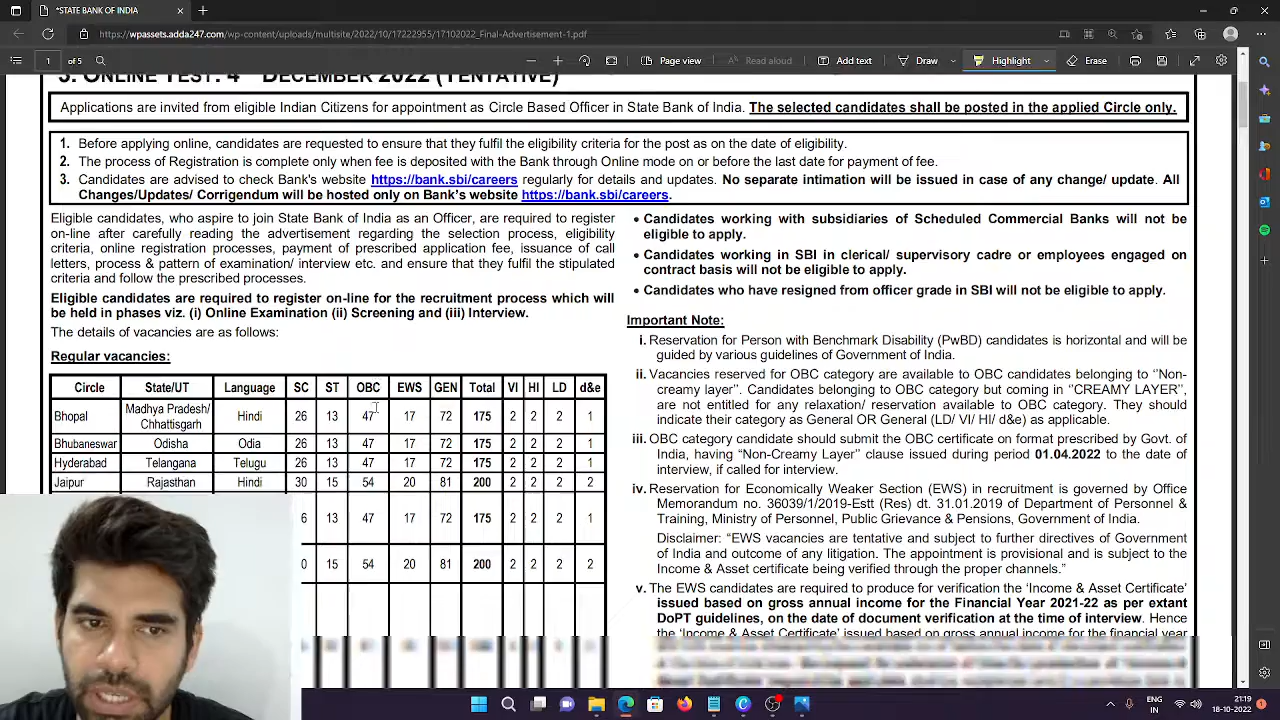 *STATE BANK OF INDIA
https://wpassets.adda247.com/wp-content/uploads/multisite/2022/10/17222955/17102022_Final-Advertisement-1.pdf
1 of 5 Page view Read aloud Add text Draw Highlight Erase
3. ONLINE TEST: 4 DECEMBER 2022 (TENTATIVE)
Applications are invited from eligible Indian Citizens for appointment as Circle Based Officer in State Bank of India. The selected candidates shall be posted in the applied Circle only.
1. Before applying online, candidates are requested to ensure that they fulfil the eligibility criteria for the post as on the date of eligibility.
2. The process of Registration is complete only when fee is deposited with the Bank through Online mode on or before the last date for payment of fee.
3. Candidates are advised to check Bank's website https://bank.sbi/careers regularly for details and updates. No separate intimation will be issued in case of any change/ update. All
Changes/Updates/ Corrigendum will be hosted only on Bank's website https://bank.sbi/careers.
Eligible candidates, who aspire to join State Bank of India as an Officer, are required to register
on-line after carefully reading the advertisement regarding the selection process, eligibility
criteria, online registration processes, payment of prescribed application fee, issuance of call
letters, process & pattern of examination/ interview etc. and ensure that they fulfil the stipulated
criteria and follow the prescribed processes.
Eligible candidates are required to register on-line for the recruitment process which will
be held in phases viz. (i) Online Examination (ii) Screening and (iii) Interview.
The details of vacancies are as follows:
Regular vacancies:
Circle State/UT Language SC ST OBC EWS GEN Total VI HI LD d&e
Bhopal Madhya Pradesh/ Chhattisgarh Hindi 26 13 47 17 72 175 2 2 2 1
Bhubaneswar Odisha Odia 26 13 47 17 72 175 2 2 2 1
Hyderabad Telangana Telugu 26 13 47 17 72 175 2 2 2 1
Jaipur Rajasthan Hindi 30 15 54 20 81 200 2 2 2 2
6 13 47 17 72 175 2 2 2 1
0 15 54 20 81 200 2 2 2 2
• Candidates working with subsidiaries of Scheduled Commercial Banks will not be
eligible to apply.
• Candidates working in SBI in clerical/ supervisory cadre or employees engaged on
contract basis will not be eligible to apply.
• Candidates who have resigned from officer grade in SBI will not be eligible to apply.
Important Note:
i. Reservation for Person with Benchmark Disability (PwBD) candidates is horizontal and will be
guided by various guidelines of Government of India.
ii. Vacancies reserved for OBC category are available to OBC candidates belonging to "Non-
creamy layer". Candidates belonging to OBC category but coming in "CREAMY LAYER",
are not entitled for any relaxation/ reservation available to OBC category. They should
indicate their category as General OR General (LD/ VI/ HI/ d&e) as applicable.
iii. OBC category candidate should submit the OBC certificate on format prescribed by Govt. of
India, having "Non-Creamy Layer" clause issued during period 01.04.2022 to the date of
interview, if called for interview.
iv. Reservation for Economically Weaker Section (EWS) in recruitment is governed by Office
Memorandum no. 36039/1/2019-Estt (Res) dt. 31.01.2019 of Department of Personnel &
Training, Ministry of Personnel, Public Grievance & Pensions, Government of India.
Disclaimer: "EWS vacancies are tentative and subject to further directives of Government
of India and outcome of any litigation. The appointment is provisional and is subject to the
Income & Asset certificate being verified through the proper channels."
v. The EWS candidates are required to produce for verification the 'Income & Asset Certificate'
issued based on gross annual income for the Financial Year 2021-22 as per extant
DoPT guidelines, on the date of document verification at the time of interview. Hence
the 'Income & Asset Certificate' issued based on gross annual income for the financial year
ENG
IN
21:19
18-10-2022